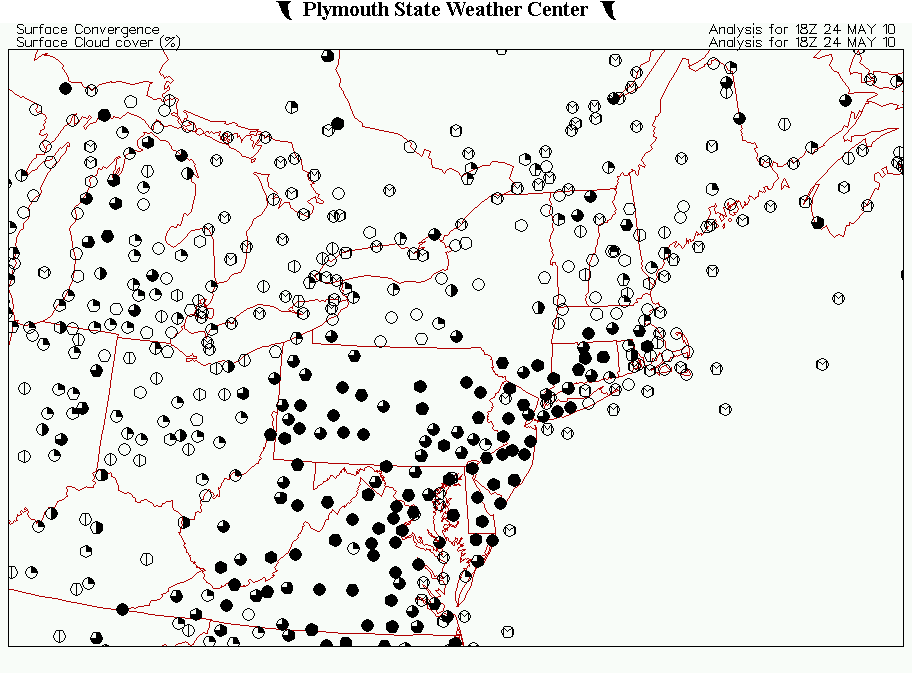 Plymouth State Weather Center
Surface Convergence
Analysis for 18Z 24 MAY 10
Surface Cloud cover (%)
Analysis for 18Z 24 MAY 10